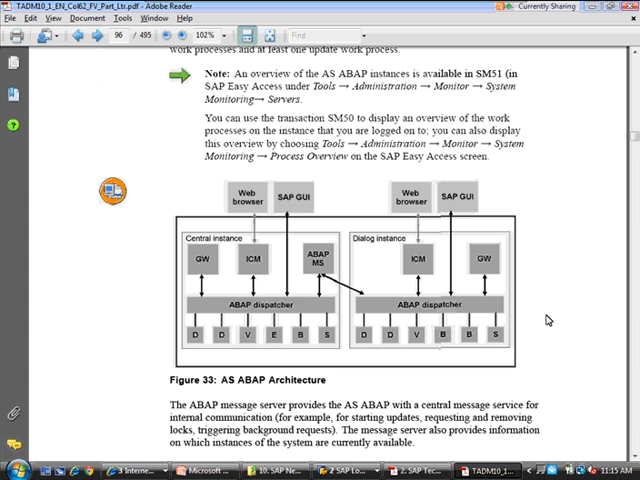 TADM10_1_EN_Col62_FV_Part_Ltr.pdf - Adobe Reader
Currently Sharing
File Edit View Document Tools Window Help
96 / 495 102% Find
work processes and at least one update work process.
Note: An overview of the AS ABAP instances is available in SM51 (in
SAP Easy Access under Tools → Administration → Monitor → System
Monitoring→ Servers.
You can use the transaction SM50 to display an overview of the work
processes on the instance that you are logged on to; you can also display
this overview by choosing Tools → Administration → Monitor → System
Monitoring → Process Overview on the SAP Easy Access screen.
Web browser SAP GUI Web browser SAP GUI
Central instance Dialog instance
GW ICM ABAP MS ICM GW
ABAP dispatcher ABAP dispatcher
D D V E B S D D V B B S
Figure 33: AS ABAP Architecture
The ABAP message server provides the AS ABAP with a central message service for
internal communication (for example, for starting updates, requesting and removing
locks, triggering background requests). The message server also provides information
on which instances of the system are currently available.
Start 3 Internet... Microsoft ... 10. SAP Ne... 2 SAP Lo... 2. SAP Tec... TADM10_1... 11:15 AM